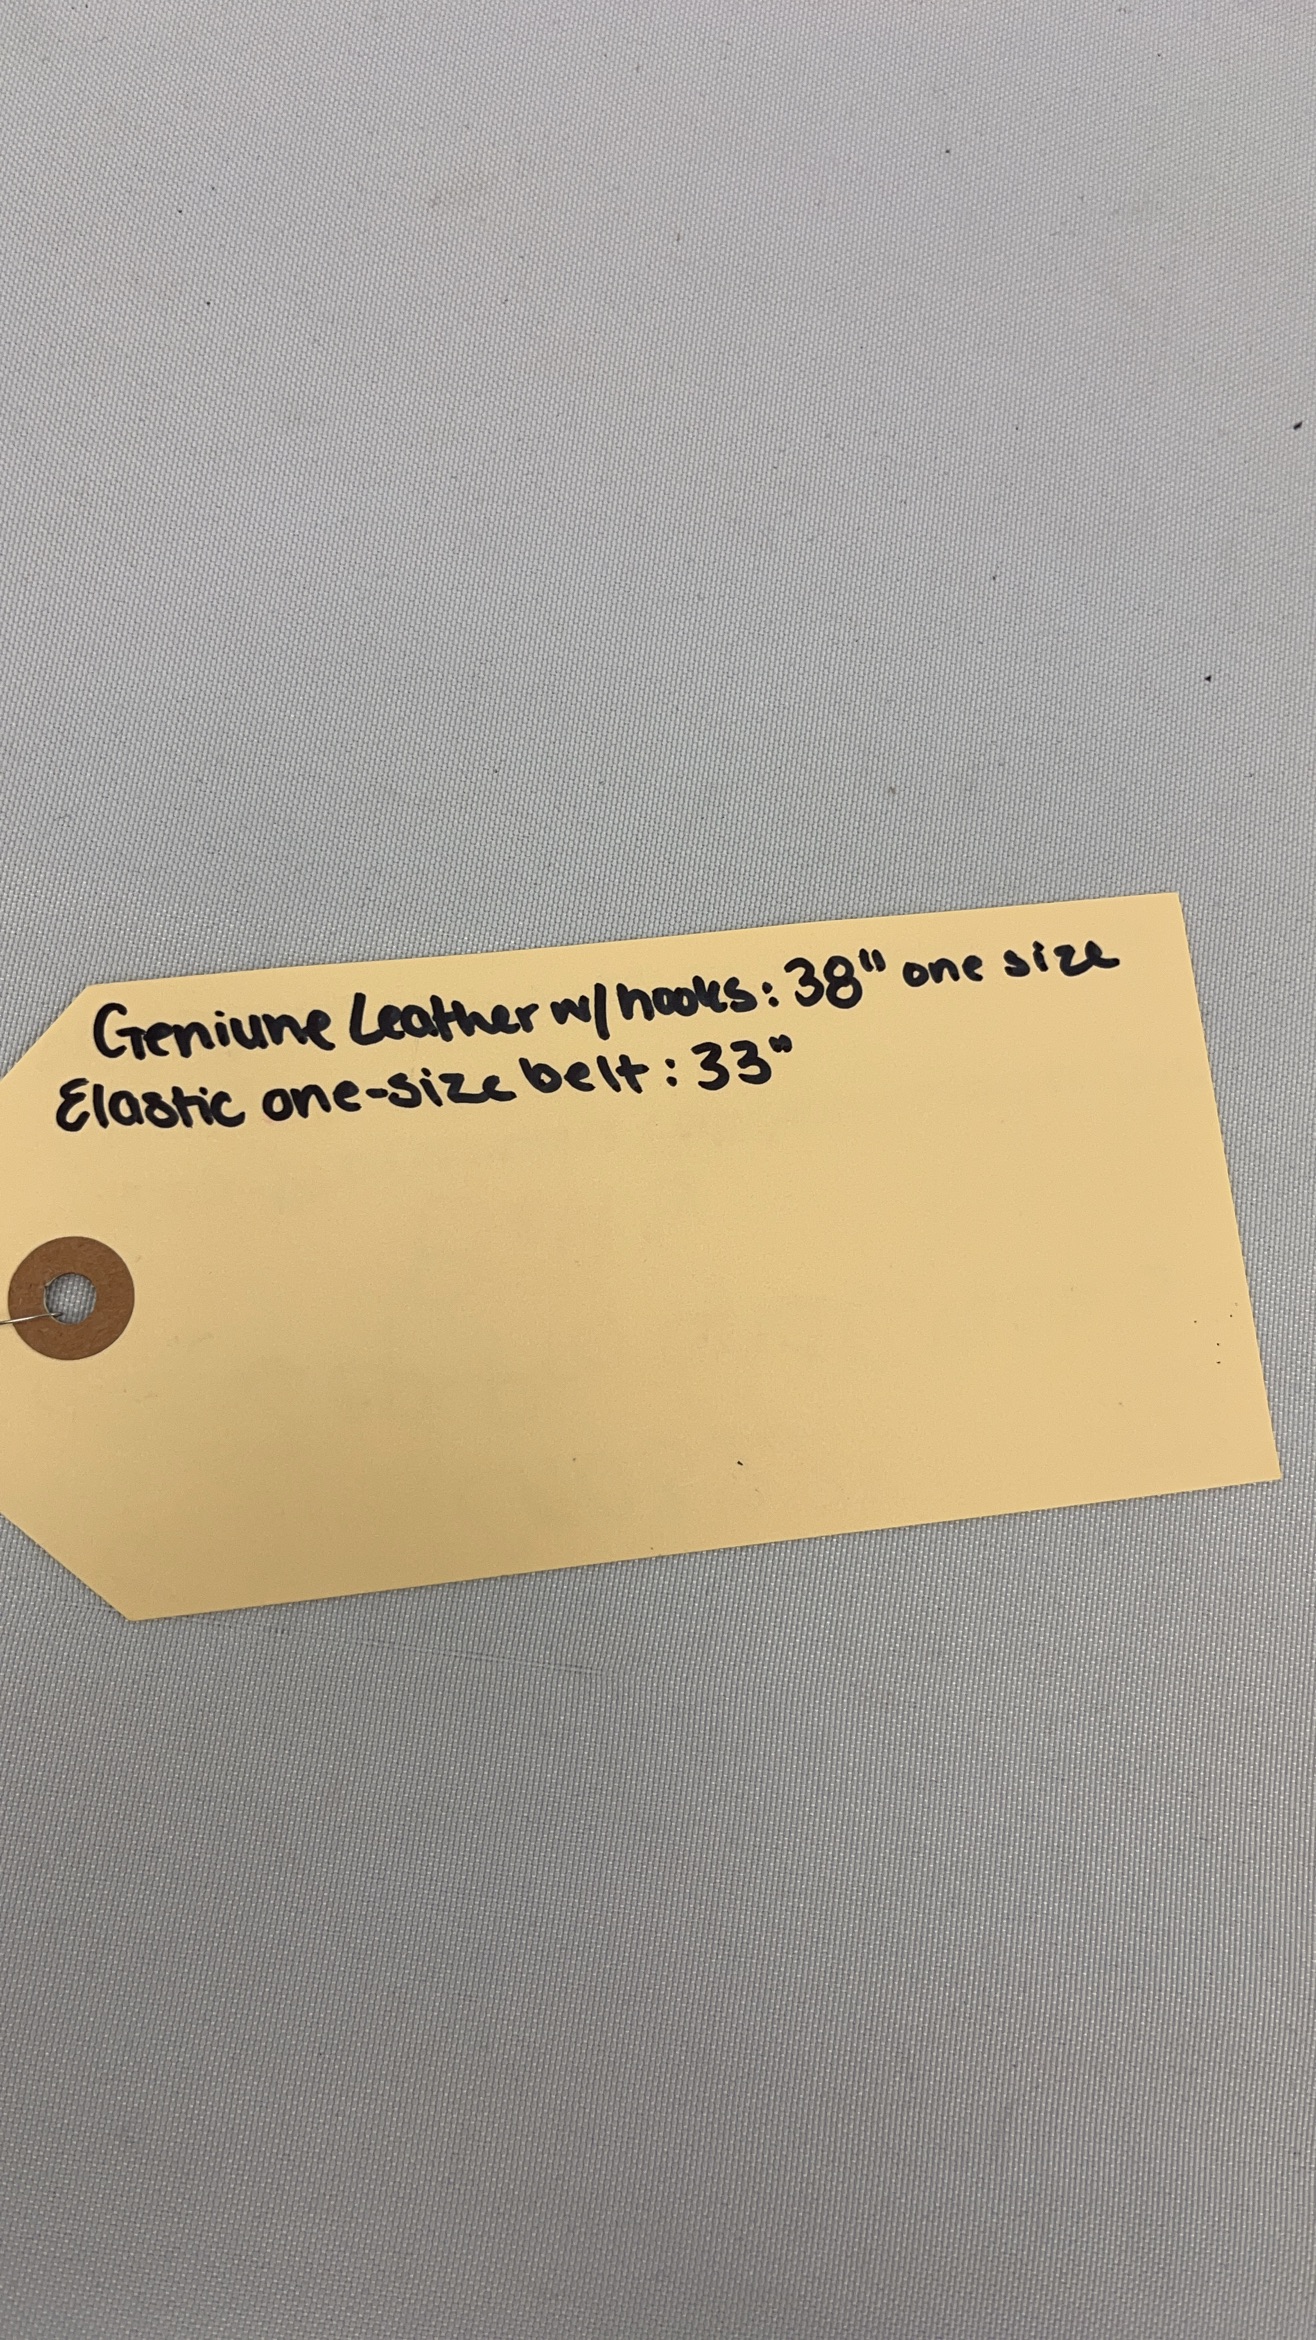 Geniune Leather w/hooks: 38" one size
Elastic one-size belt: 33"